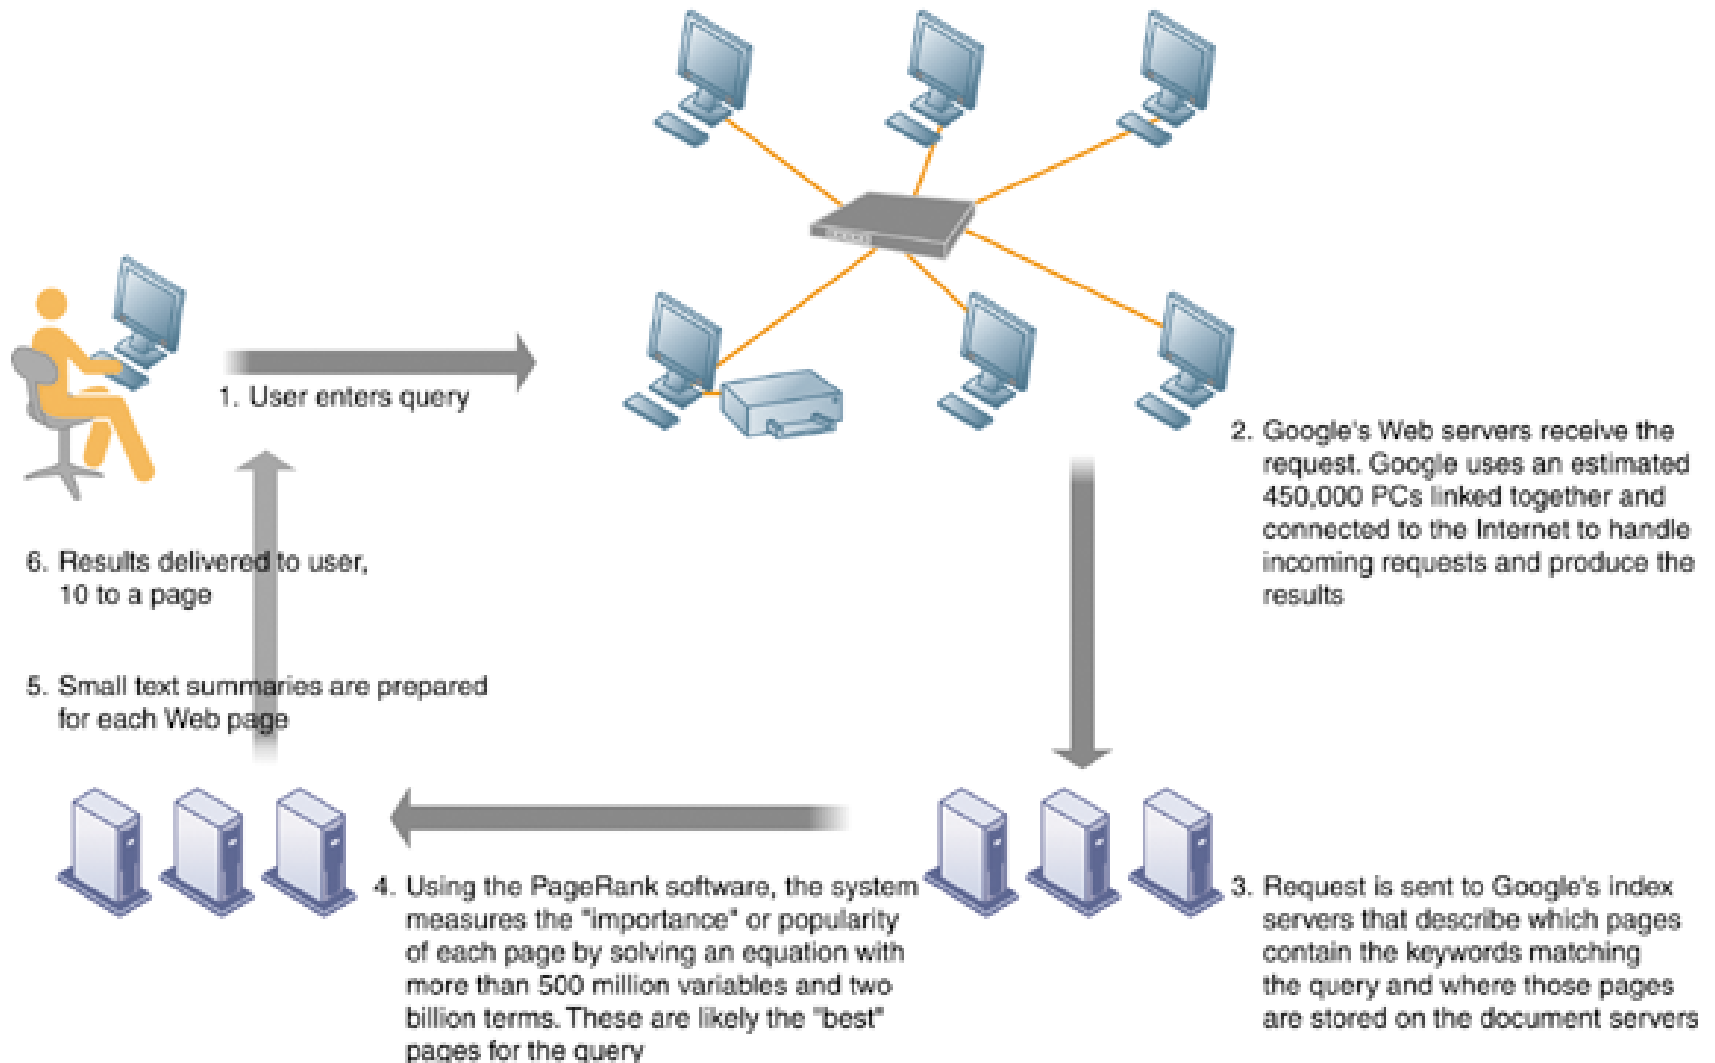 1. User enters query
2. Google's Web servers receive the
request. Google uses an estimated
450,000 PCs linked together and
connected to the Internet to handle
incoming requests and produce the
results
3. Request is sent to Google's index
servers that describe which pages
contain the keywords matching
the query and where those pages
are stored on the document servers
4. Using the PageRank software, the system
measures the "importance" or popularity
of each page by solving an equation with
more than 500 million variables and two
billion terms. These are likely the "best"
pages for the query
5. Small text summaries are prepared
for each Web page
6. Results delivered to user,
10 to a page